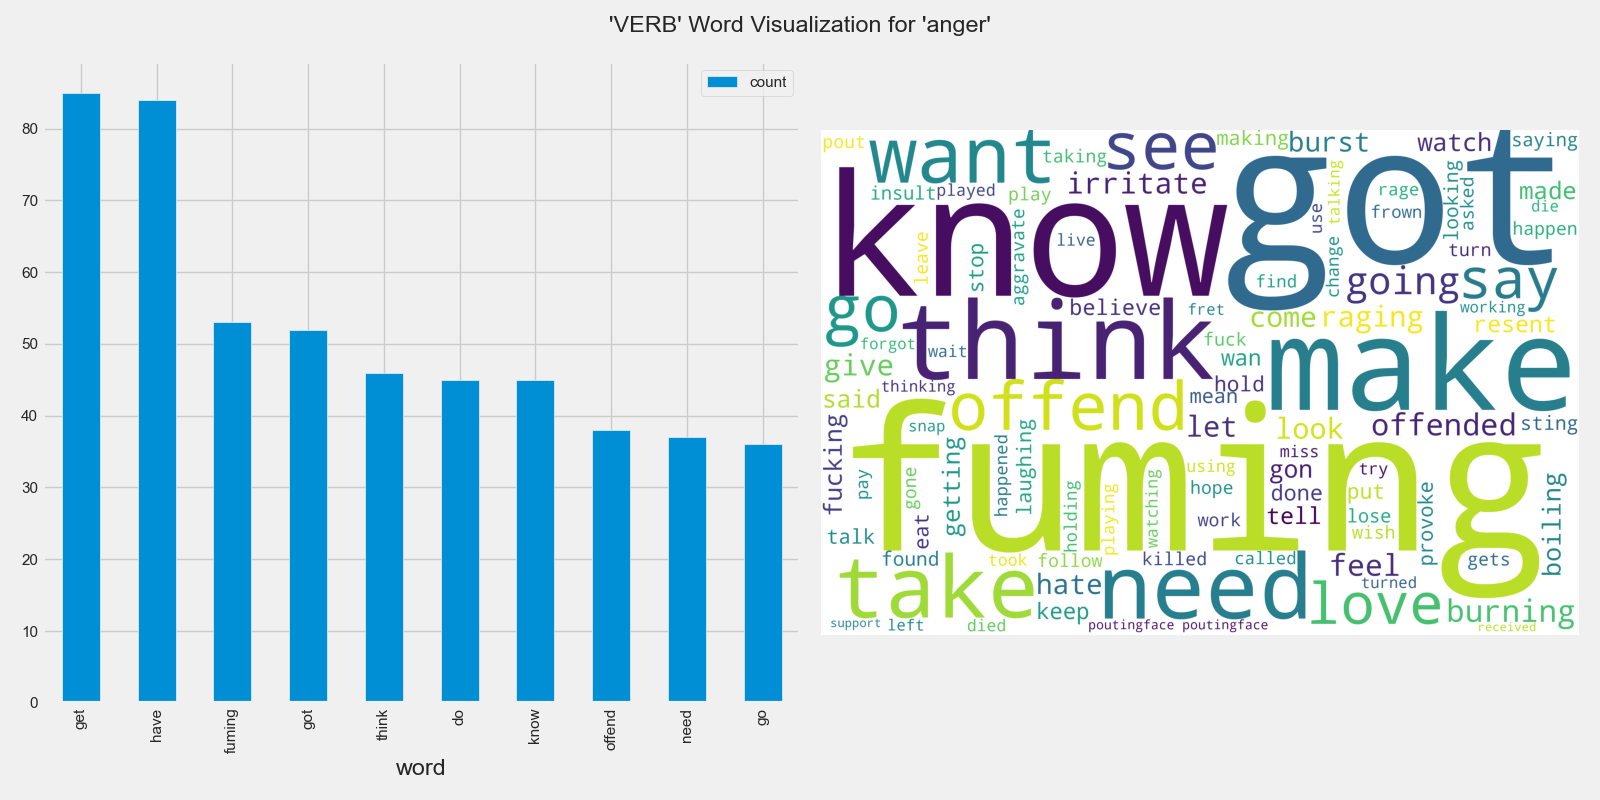 'VERB' Word Visualization for 'anger'
count
80
70
60
50
40
30
20
10
0
get
have
fuming
got
think
do
know
offend
need
go
word
pout
want
taking
see
making
burst
watch
saying
insult
played
play
irritate
got
talking
rage
frown
looking
asked
made
die
happen
know
leave
stop
aggravate
live
use
change
turn
find
going
say
go
think
believe
fret
come
raging
working
resent
forgot
wait
fuck
wan
make
give
thinking
hold
mean
said
offend
snap
let
look
offended
sting
fucking
pay
gone
getting
happened
laughing
fuming
using
miss
gon
try
hope
done
put
holding
playing
watching
work
tell
lose
wish
provoke
boiling
talk
eat
found
took
follow
killed
called
feel
gets
turned
take
hate
need
love
burning
keep
support
left
died
poutingface poutingface
received